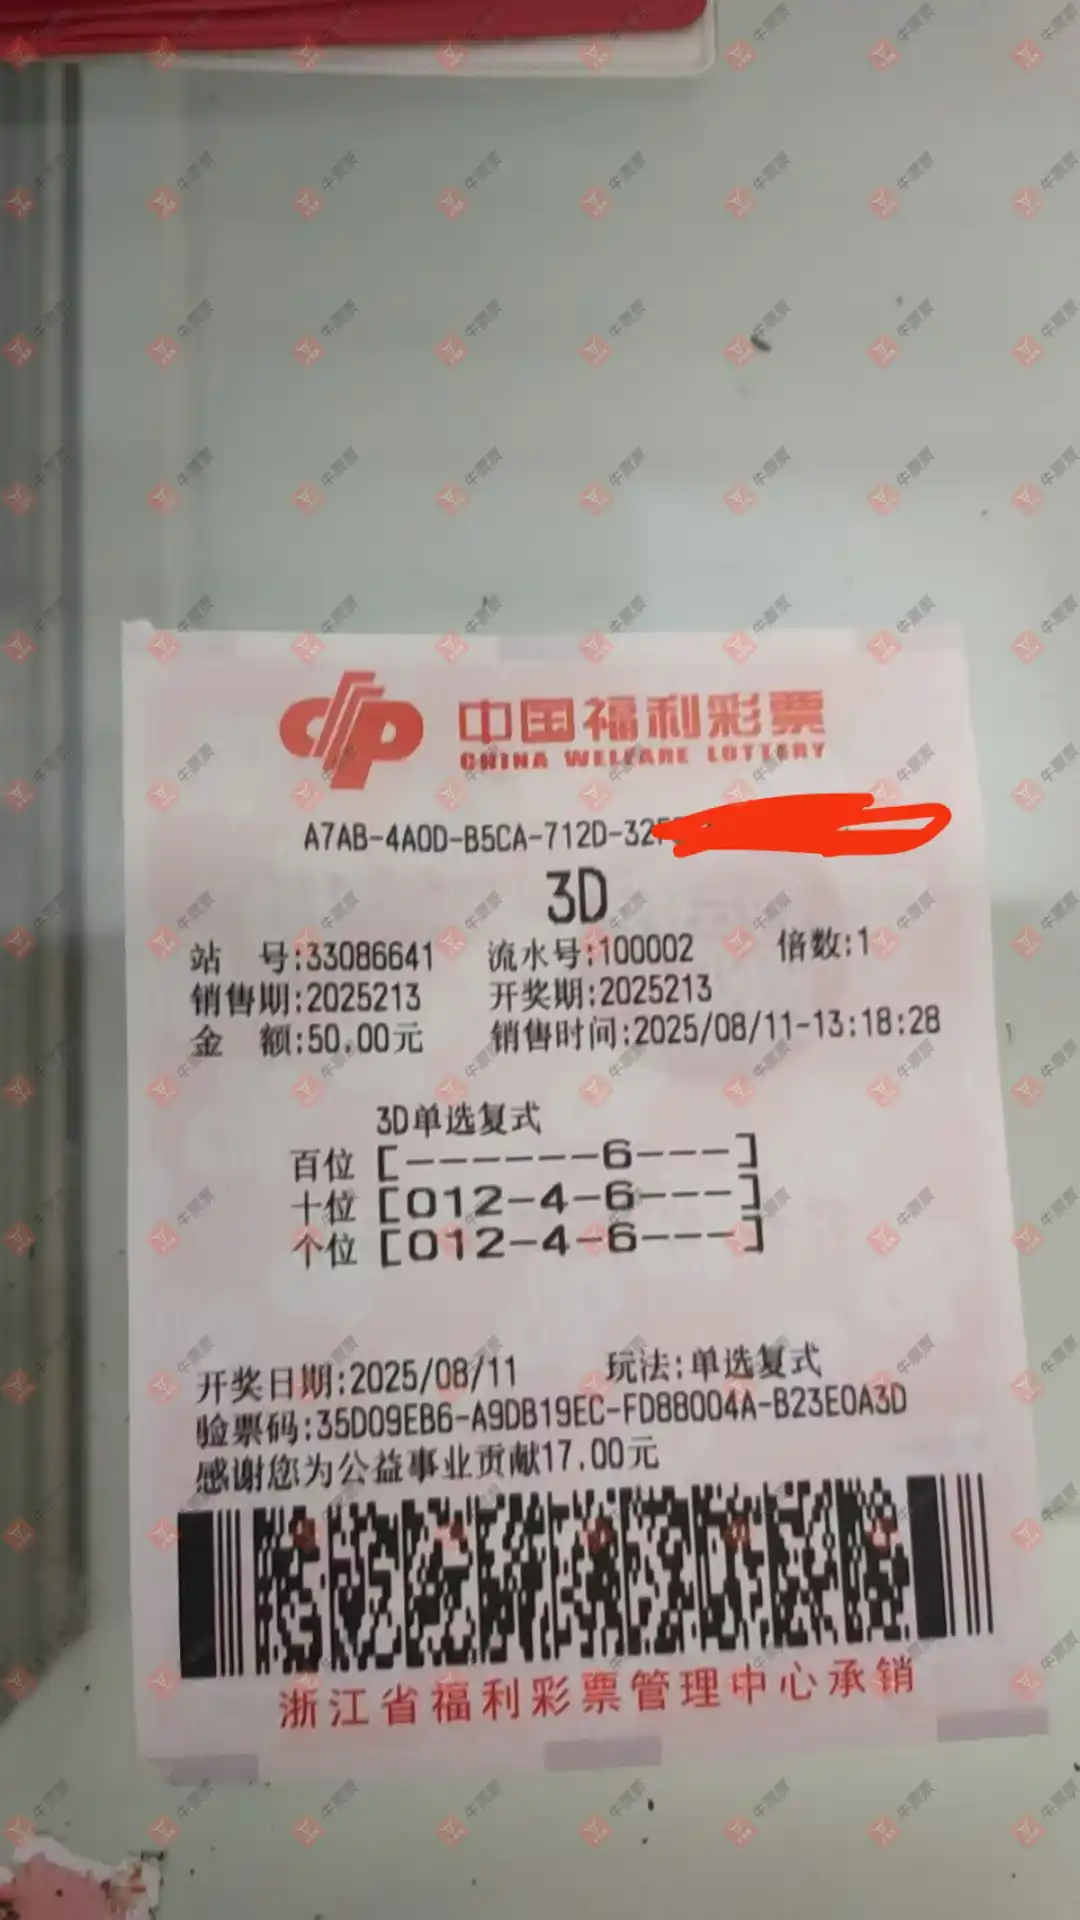 中国福利彩票
CHINA WELFARE LOTTERY
A7AB-4A0D-B5CA-712D-32
3D
站 号:33086641 流水号:100002 倍数:1
销售期:2025213 开奖期:2025213
金 额:50.00元 销售时间:2025/08/11-13:18:28
3D单选复式
百位 [------6---]
十位 [012-4-6---]
个位 [012-4-6---]
开奖日期:2025/08/11 玩法:单选复式
验票码:35D09EB6-A9DB19EC-FD88004A-B23E0A3D
感谢您为公益事业贡献17.00元
浙江省福利彩票管理中心承销